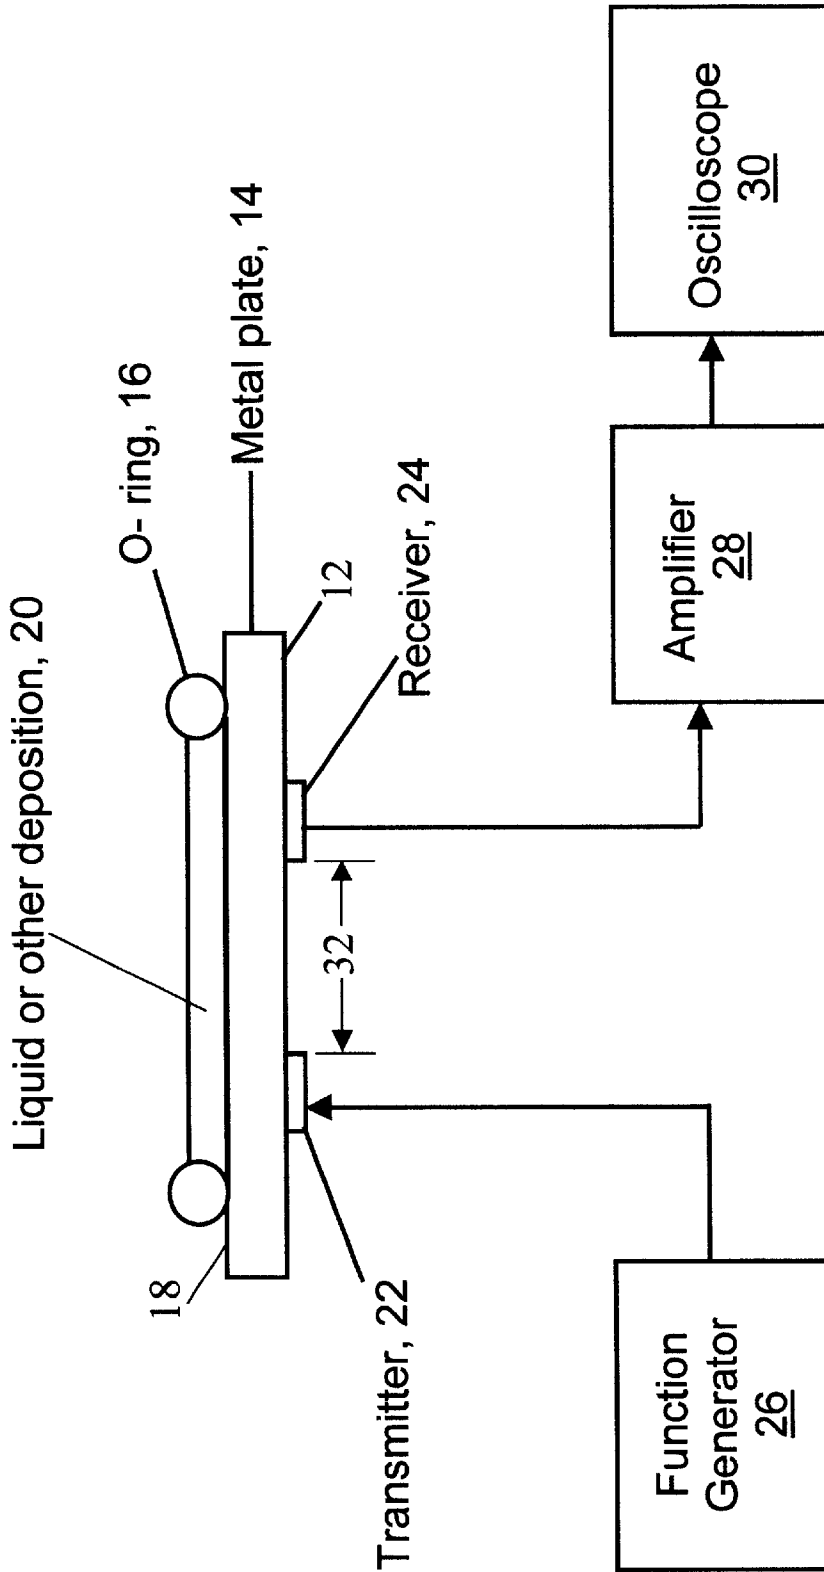 Liquid or other deposition, 20
O- ring, 16
18
Metal plate, 14
12
Transmitter, 22
32
Receiver, 24
Function
Generator
26
Amplifier
28
Oscilloscope
30